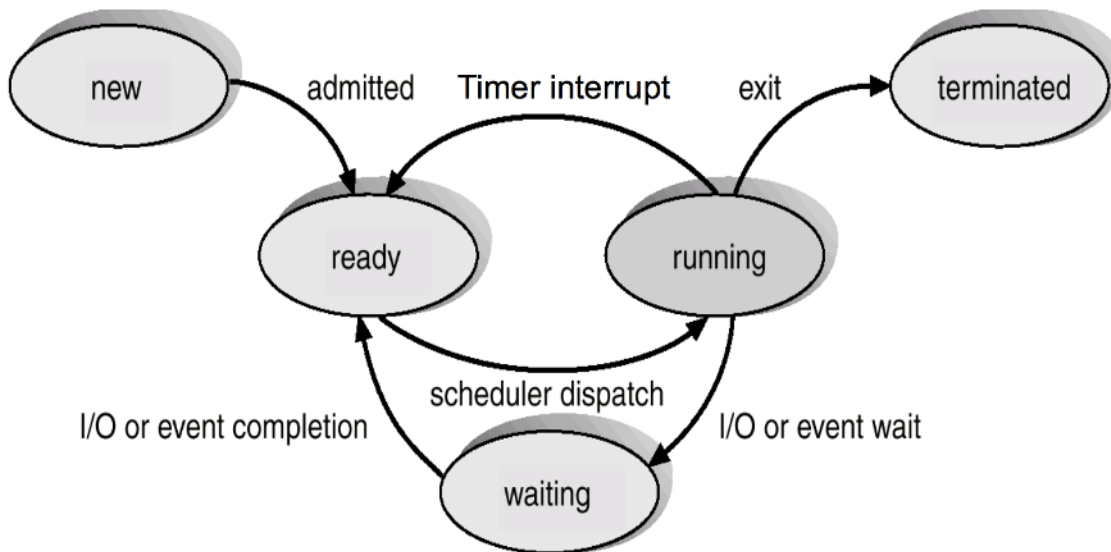 new
admitted
Timer interrupt
exit
terminated
ready
running
scheduler dispatch
I/O or event completion
I/O or event wait
waiting